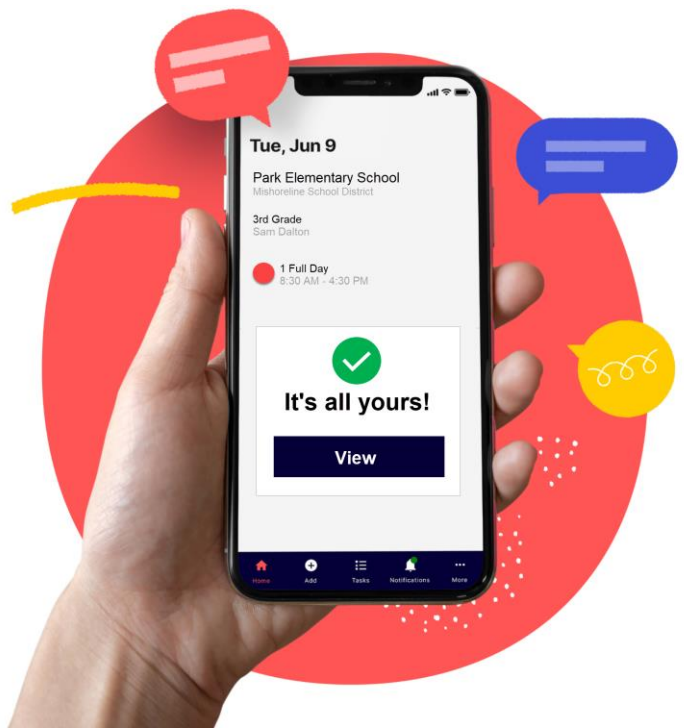 Tue, Jun 9
Park Elementary School
Mishoreline School District
3rd Grade
Sam Dalton
1 Full Day
8:30 AM - 4:30 PM
It's all yours!
View
Home Add Tasks Notifications More